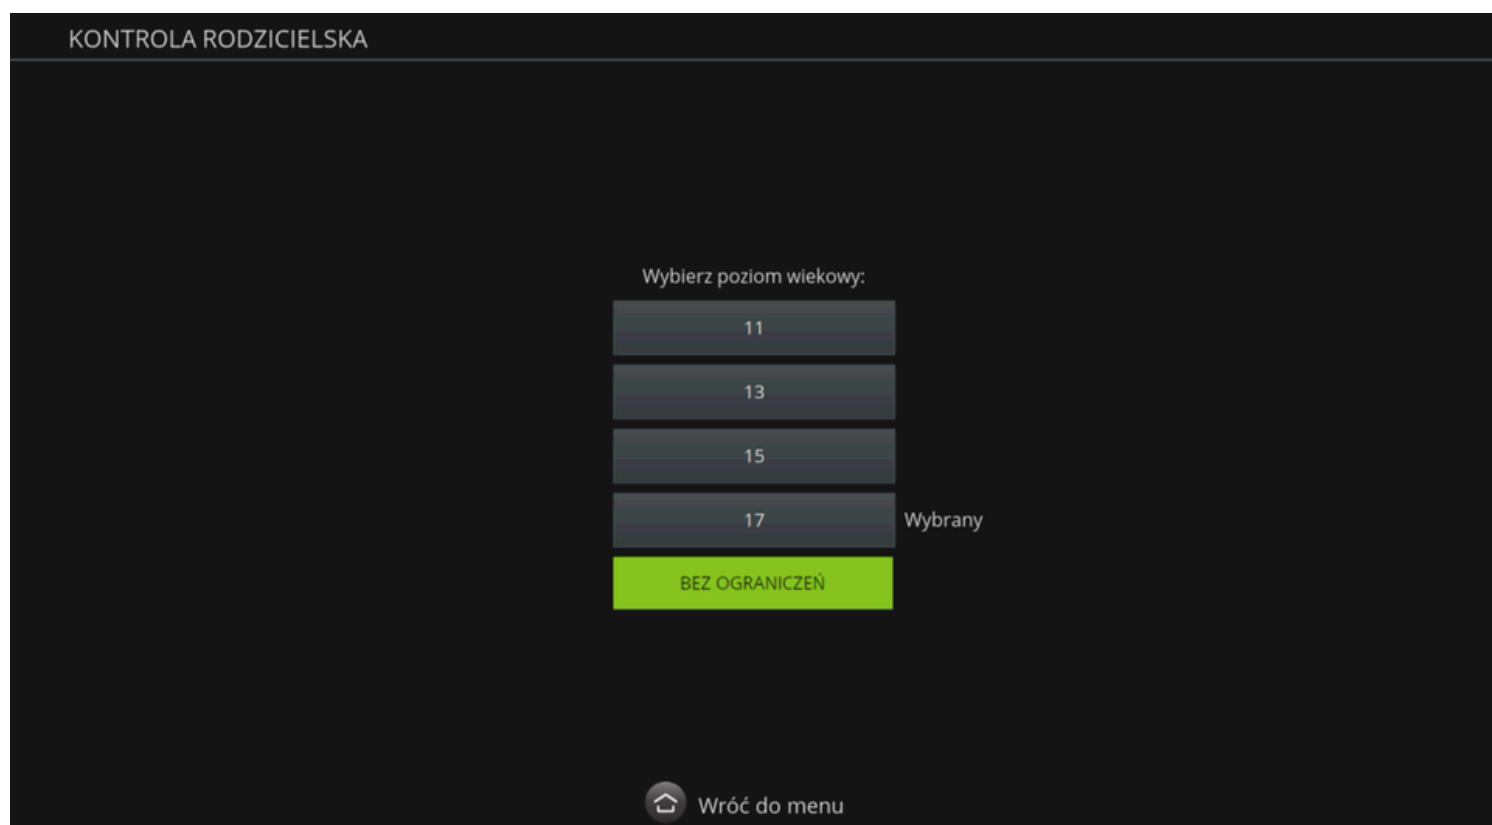 KONTROLA RODZICIELSKA
Wybierz poziom wiekowy:
11
13
15
17 Wybrany
BEZ OGRANICZEŃ
Wróć do menu